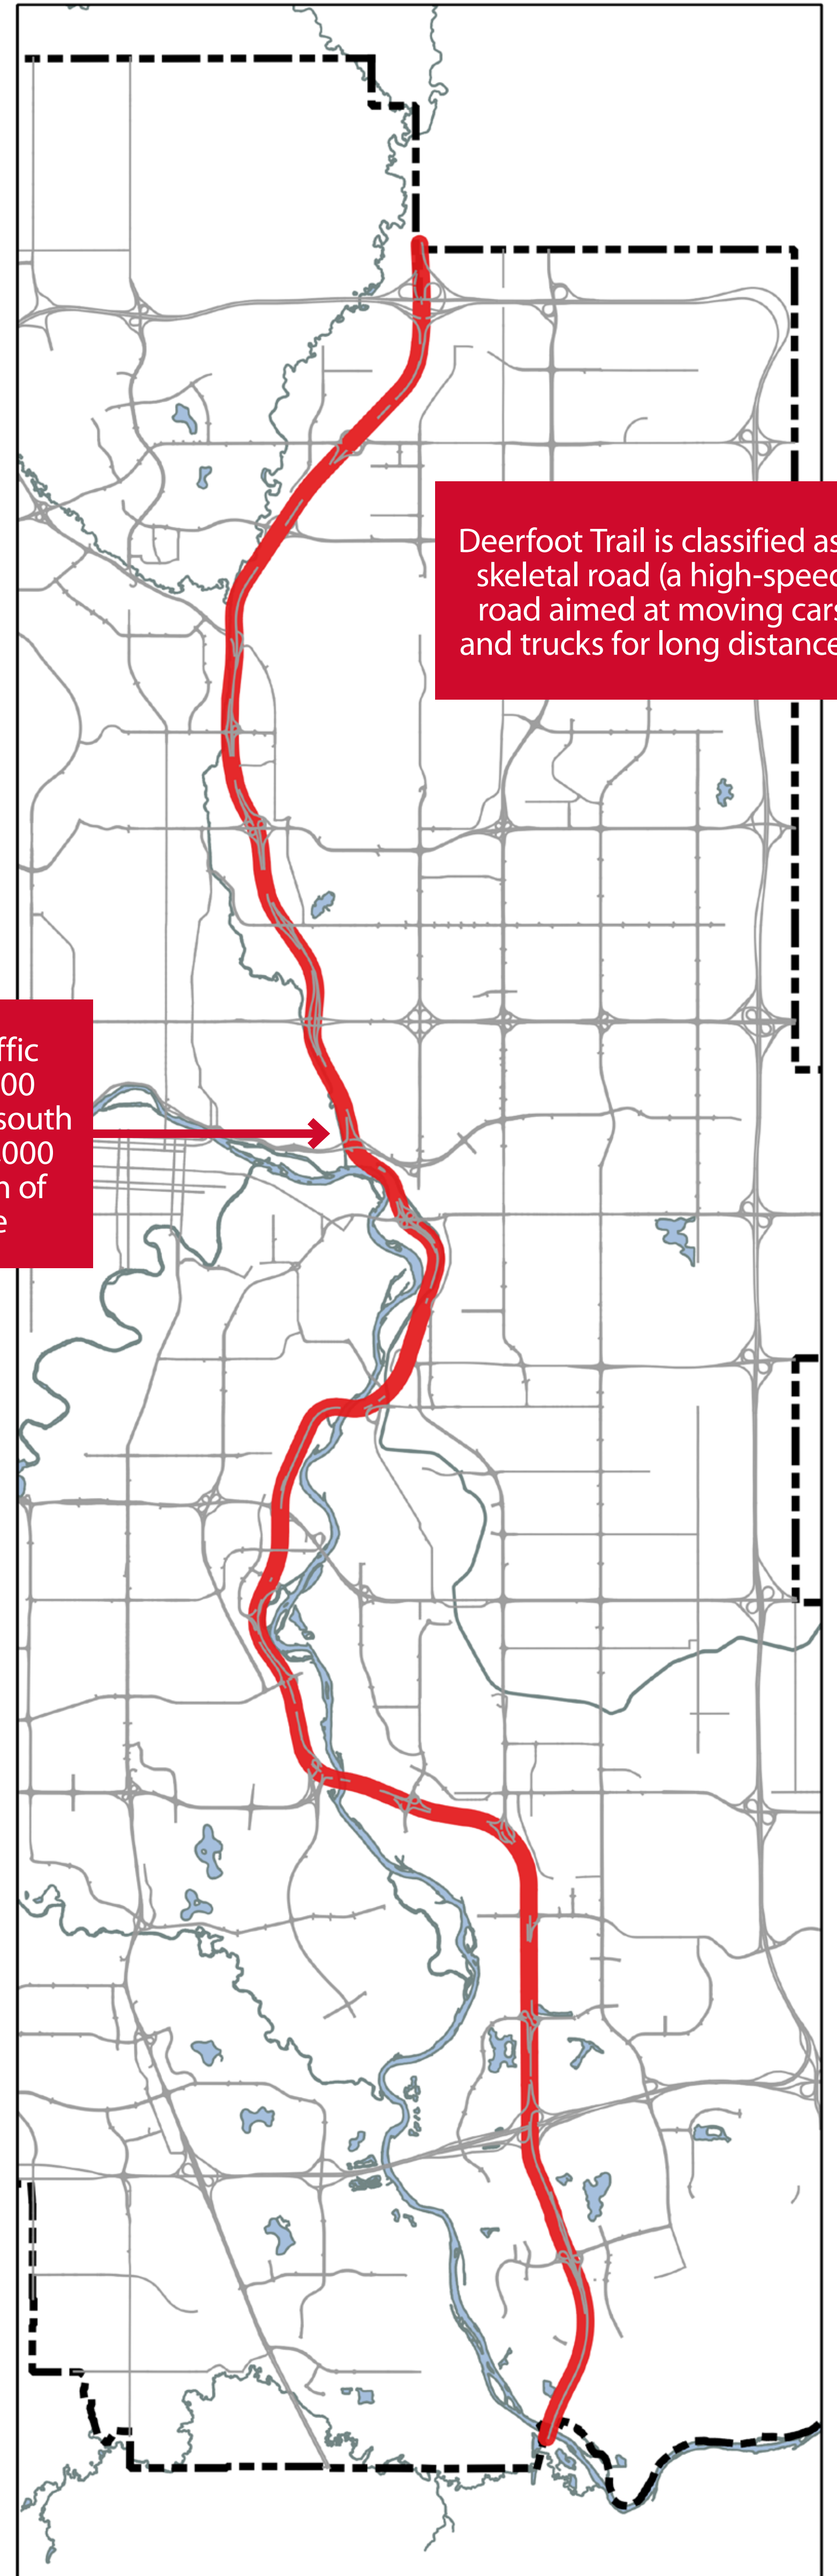 Deerfoot Trail is classified as
skeletal road (a high-speed
road aimed at moving cars
and trucks for long distance
ffic
00
south
000
n of
e